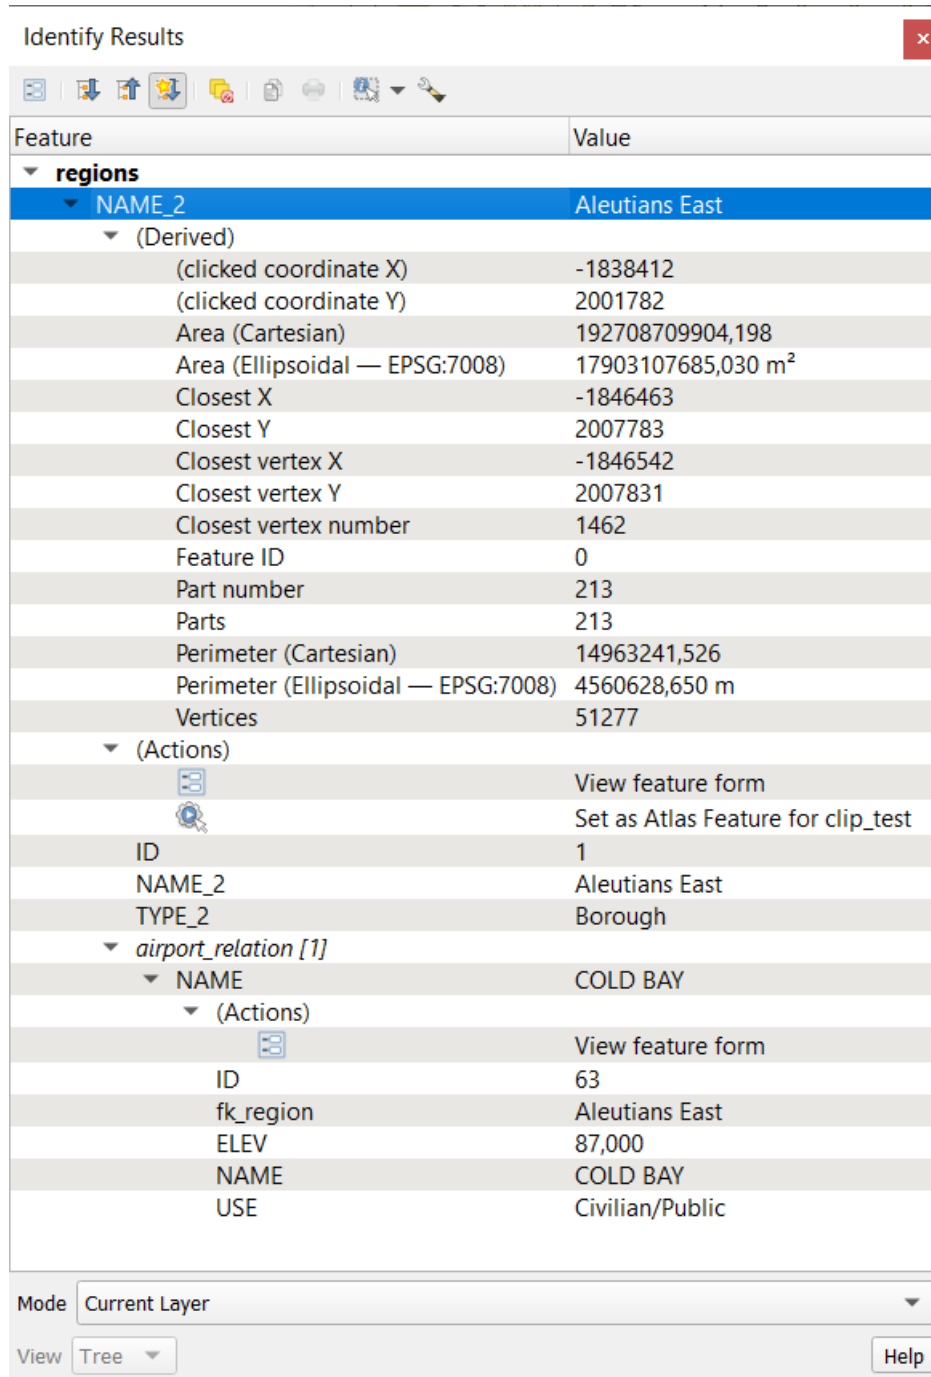 Identify Results
Feature Value
regions
NAME_2 Aleutians East
(Derived)
(clicked coordinate X) -1838412
(clicked coordinate Y) 2001782
Area (Cartesian) 192708709904,198
Area (Ellipsoidal — EPSG:7008) 17903107685,030 m²
Closest X -1846463
Closest Y 2007783
Closest vertex X -1846542
Closest vertex Y 2007831
Closest vertex number 1462
Feature ID 0
Part number 213
Parts 213
Perimeter (Cartesian) 14963241,526
Perimeter (Ellipsoidal — EPSG:7008) 4560628,650 m
Vertices 51277
(Actions)
View feature form
Set as Atlas Feature for clip_test
ID 1
NAME_2 Aleutians East
TYPE_2 Borough
airport_relation [1]
NAME COLD BAY
(Actions)
View feature form
ID 63
fk_region Aleutians East
ELEV 87,000
NAME COLD BAY
USE Civilian/Public
Mode Current Layer
View Tree Help